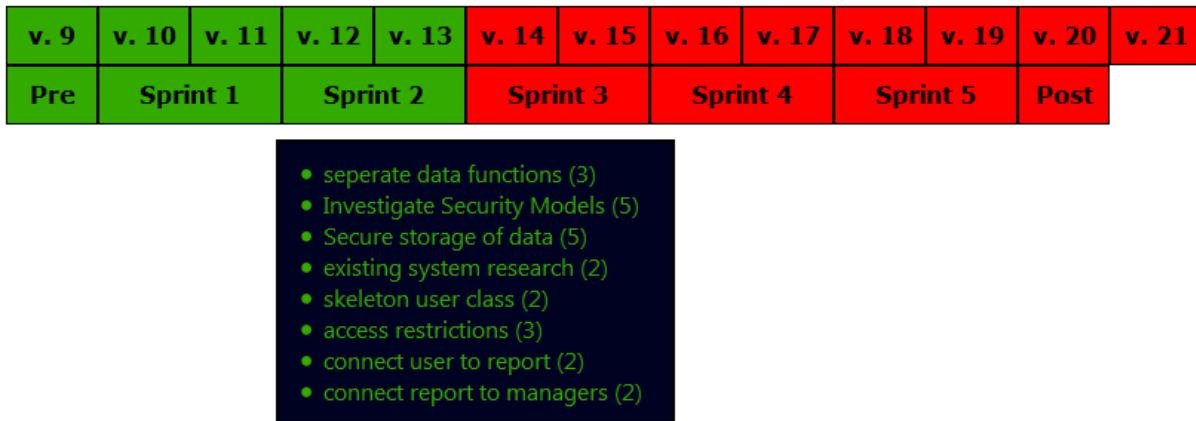 v. 9 v. 10 v. 11 v. 12 v. 13 v. 14 v. 15 v. 16 v. 17 v. 18 v. 19 v. 20 v. 21
Pre Sprint 1 Sprint 2 Sprint 3 Sprint 4 Sprint 5 Post
• seperate data functions (3)
• Investigate Security Models (5)
• Secure storage of data (5)
• existing system research (2)
• skeleton user class (2)
• access restrictions (3)
• connect user to report (2)
• connect report to managers (2)